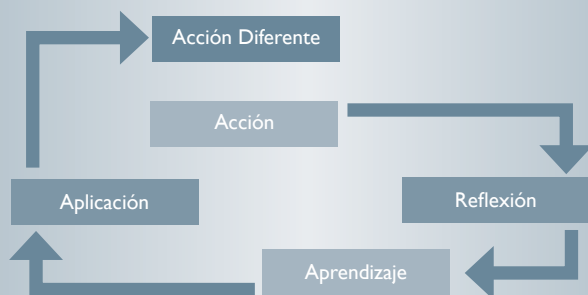 Acción Diferente
Acción
Aplicación
Reflexión
Aprendizaje